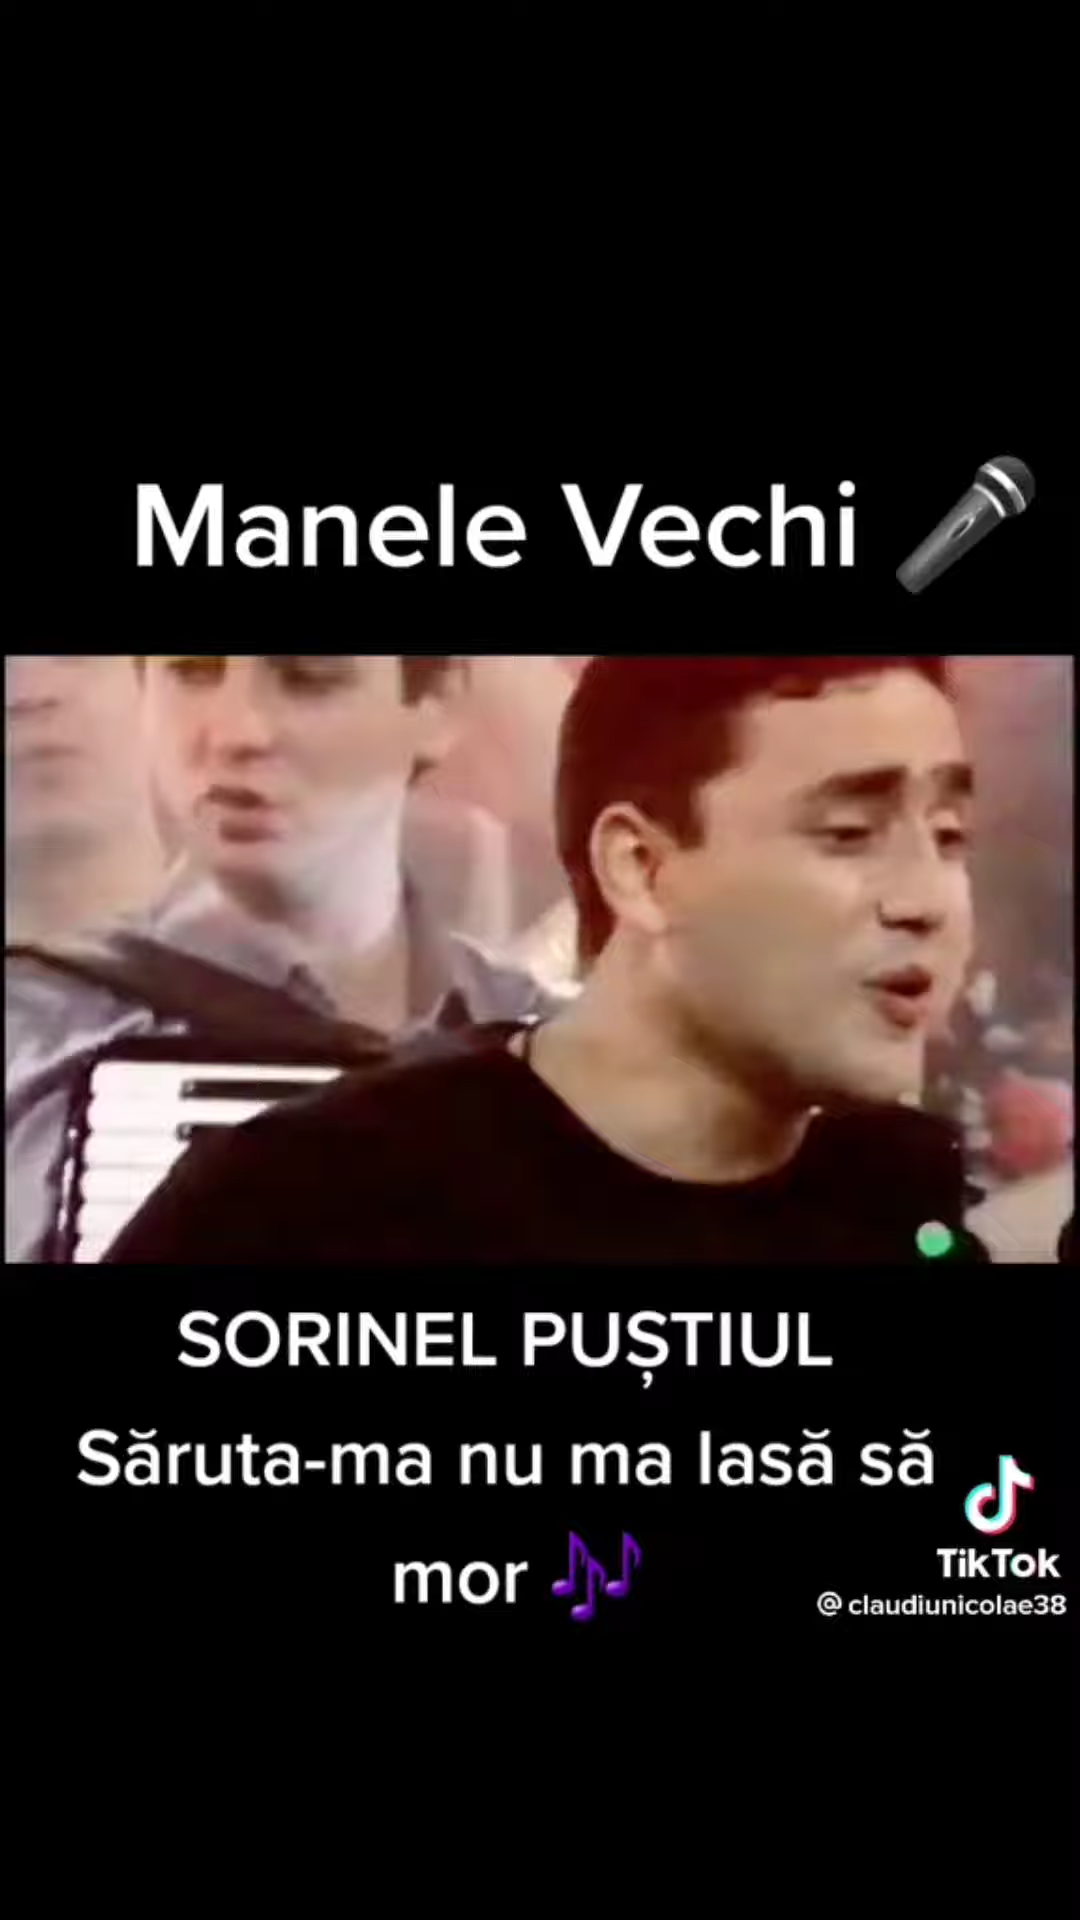 Manele Vechi
SORINEL PUȘTIUL
Săruta-ma nu ma lasă să
mor
TikTok
@claudiunicolae38